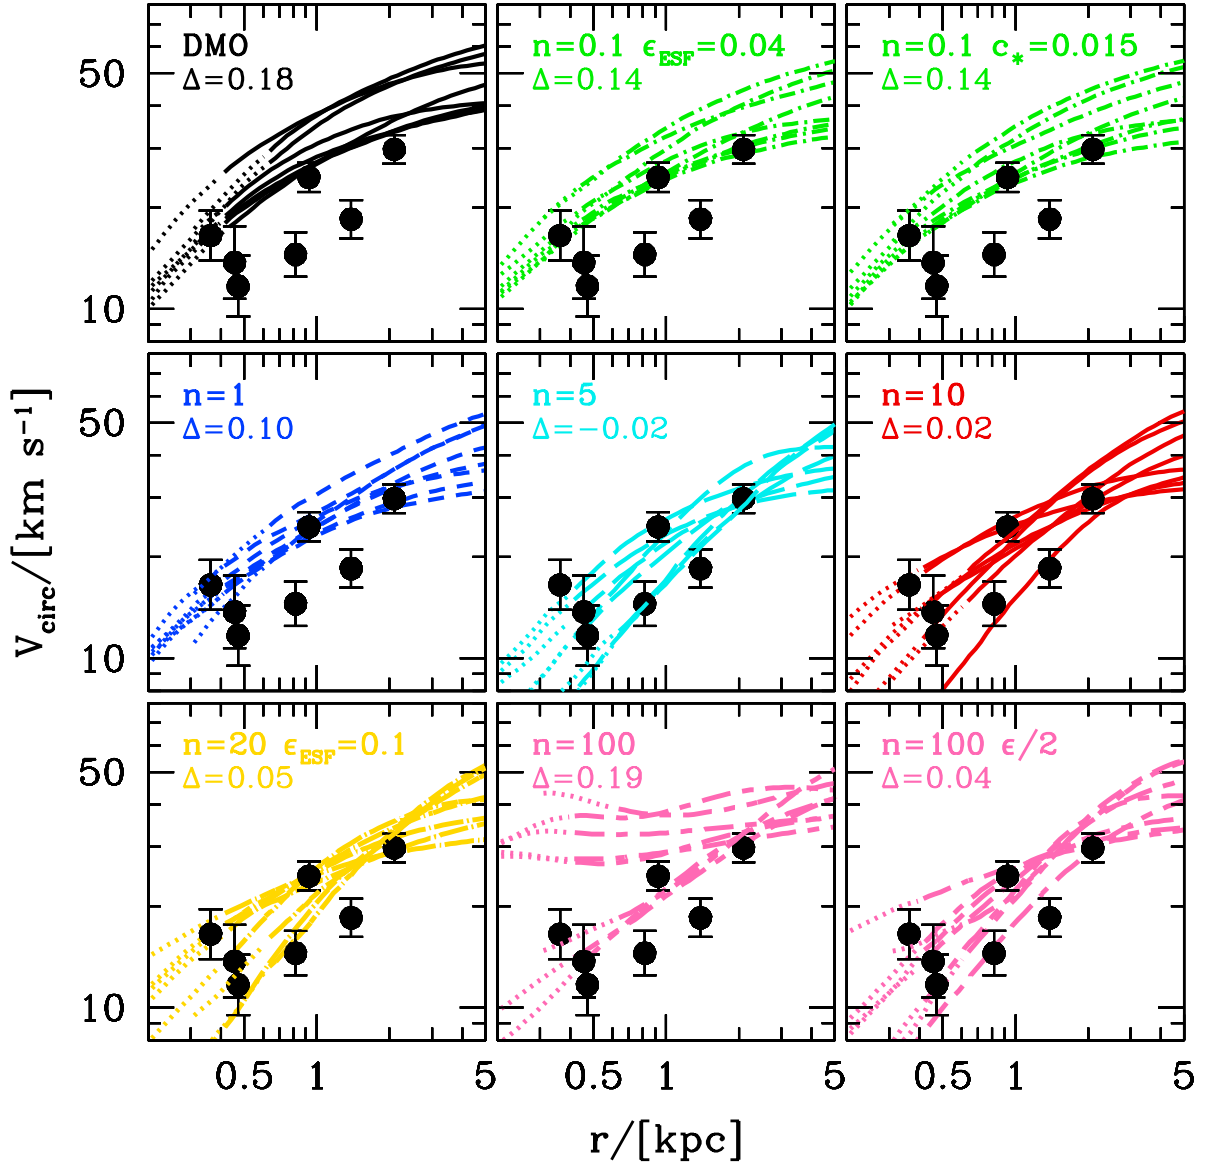 DMO
Δ=0.18
n=0.1 ϵ_ESF=0.04
Δ=0.14
n=0.1 c_*=0.015
Δ=0.14
50
10
n=1
Δ=0.10
n=5
Δ=−0.02
n=10
Δ=0.02
50
10
V_circ/[km s⁻¹]
n=20 ϵ_ESF=0.1
Δ=0.05
n=100
Δ=0.19
n=100 ϵ/2
Δ=0.04
50
10
0.5 1 5 0.5 1 5 0.5 1 5
r/[kpc]